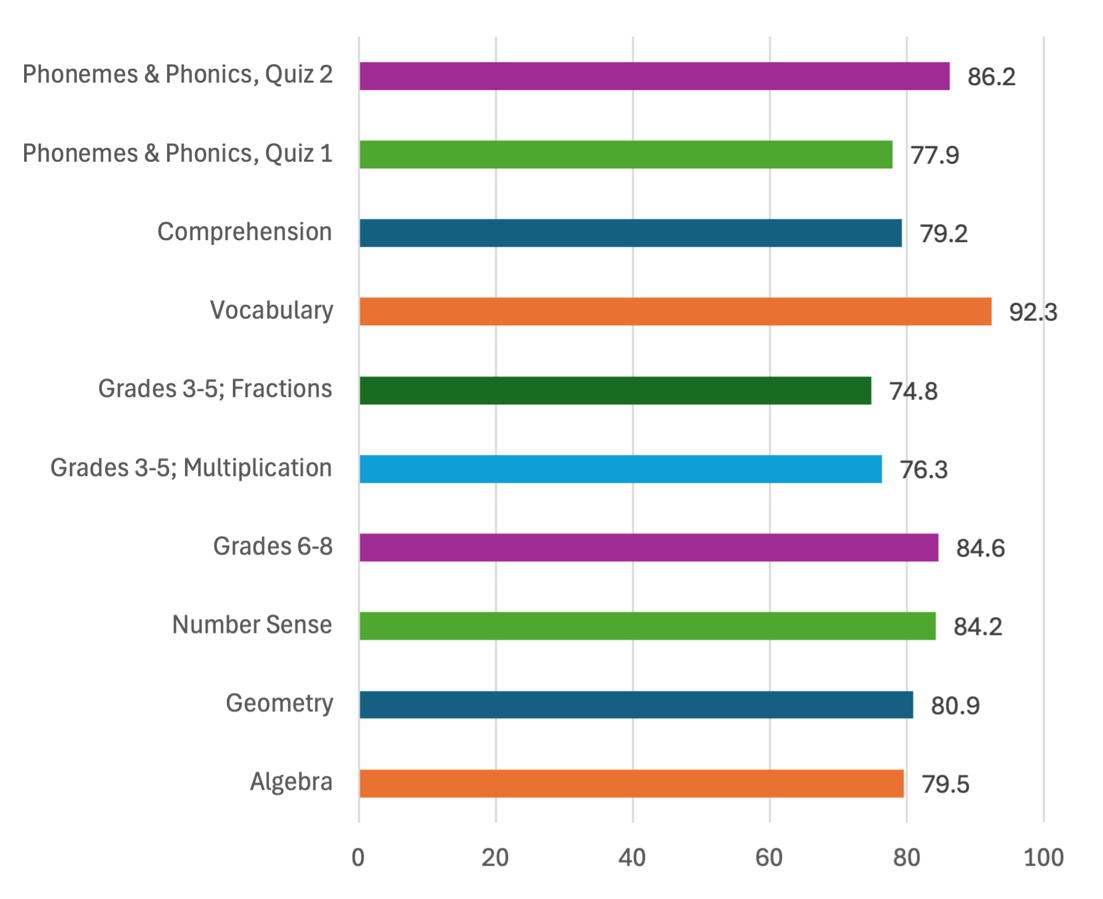 Phonemes & Phonics, Quiz 2 86.2
Phonemes & Phonics, Quiz 1 77.9
Comprehension 79.2
Vocabulary 92.3
Grades 3-5; Fractions 74.8
Grades 3-5; Multiplication 76.3
Grades 6-8 84.6
Number Sense 84.2
Geometry 80.9
Algebra 79.5
0 20 40 60 80 100